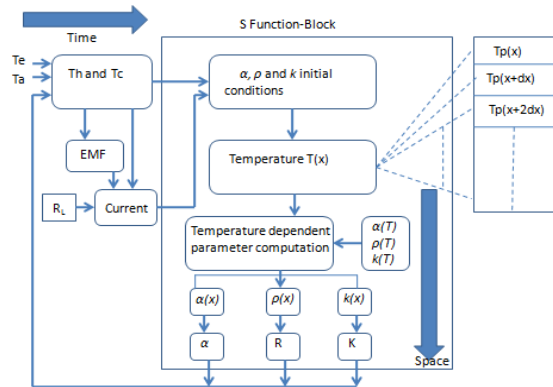 S Function-Block
Time
Te
Ta
Th and Tc
α, ρ and k initial
conditions
Tp(x)
Tp(x+dx)
Tp(x+2dx)
EMF
Temperature T(x)
R_L
Current
Temperature dependent
parameter computation
α(T)
ρ(T)
k(T)
α(x)
ρ(x)
k(x)
α
R
K
Space